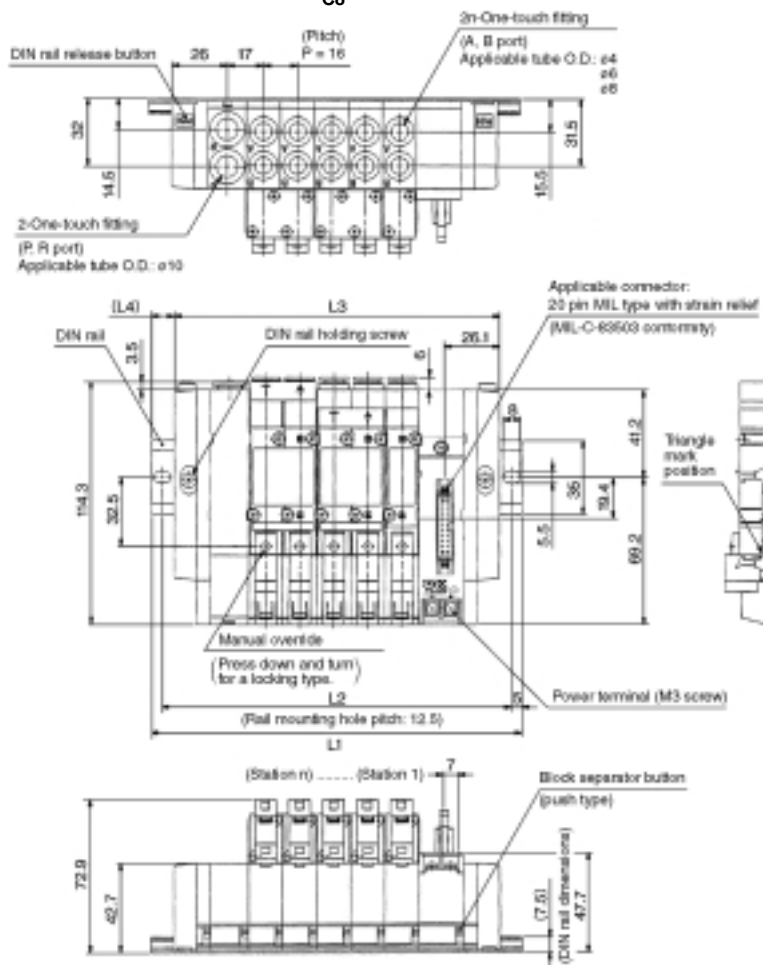 C8
2n-One-touch fitting
(A, B port)
Applicable tube O.D.: ø4
ø6
ø8
(Pitch)
P = 16
DIN rail release button
26
17
32
14.5
31.5
15.5
2-One-touch fitting
(P, R port)
Applicable tube O.D.: ø10
Applicable connector:
20 pin MIL type with strain relief
(MIL-C-83503 conformity)
(L4)
L3
DIN rail
DIN rail holding screw
26.1
3.5
6
8
41.2
Triangle
mark
position
114.3
32.5
35
19.4
5.5
69.2
Manual override
(Press down and turn
for a locking type.)
Power terminal (M3 screw)
L2
5
(Rail mounting hole pitch: 12.5)
L1
(Station n) ...... (Station 1)
7
Block separator button
(push type)
72.9
42.7
(7.5)
(DIN rail dimensions)
47.7